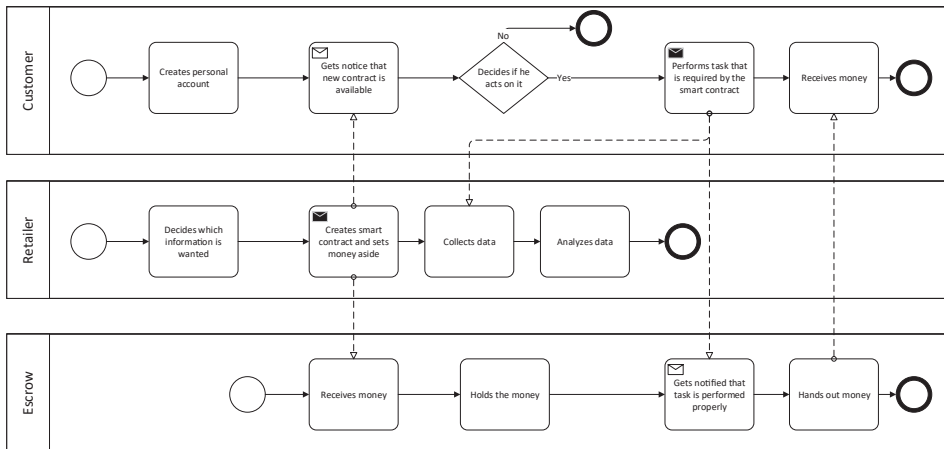 Customer
Creates personal
account
Gets notice that
new contract is
available
No
Decides if he
acts on it
Yes
Performs task that
is required by the
smart contract
Receives money
Retailer
Decides which
information is
wanted
Creates smart
contract and sets
money aside
Collects data
Analyzes data
Escrow
Receives money
Holds the money
Gets notified that
task is performed
properly
Hands out money